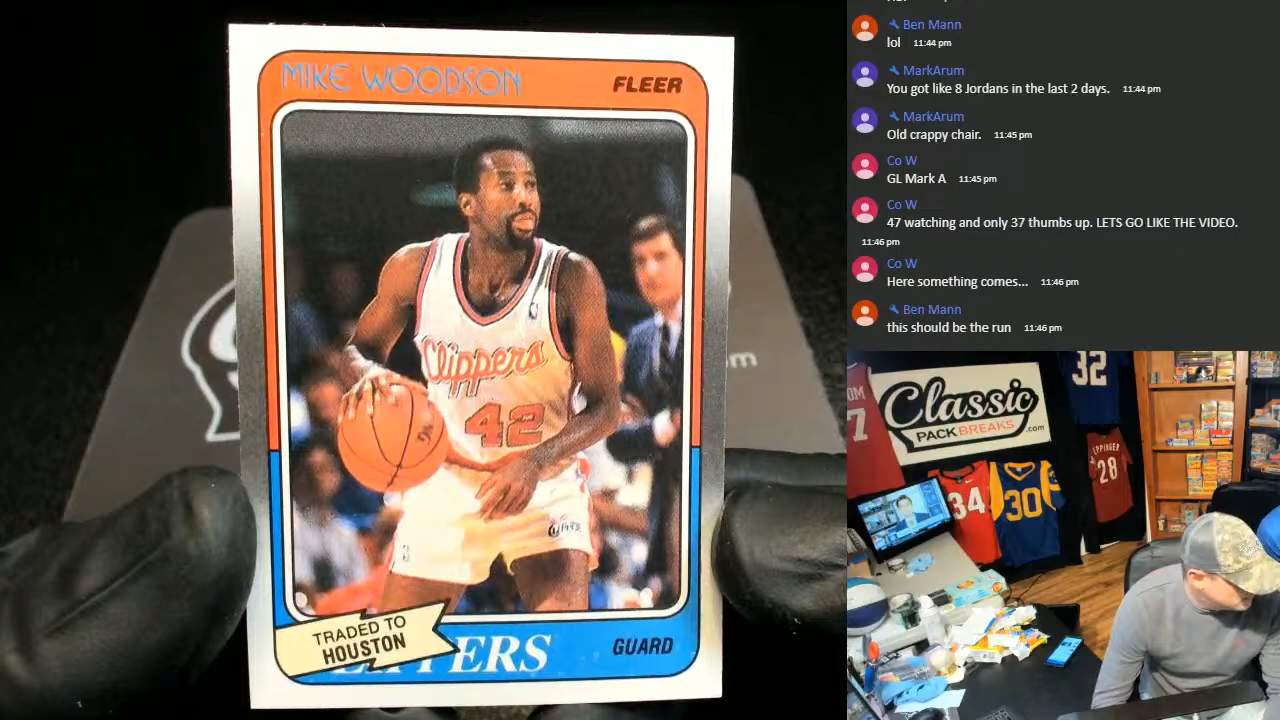 MIKE WOODSON
FLEER
Clippers
42
TRADED TO
HOUSTON
GUARD
Ben Mann
lol 11:44 pm
MarkArum
You got like 8 Jordans in the last 2 days. 11:44 pm
MarkArum
Old crappy chair. 11:45 pm
Co W
GL Mark A 11:45 pm
Co W
47 watching and only 37 thumbs up. LETS GO LIKE THE VIDEO.
11:46 pm
Co W
Here something comes... 11:46 pm
Ben Mann
this should be the run 11:46 pm
Classic
PACKBREAKS.com
32
7
34
30
28